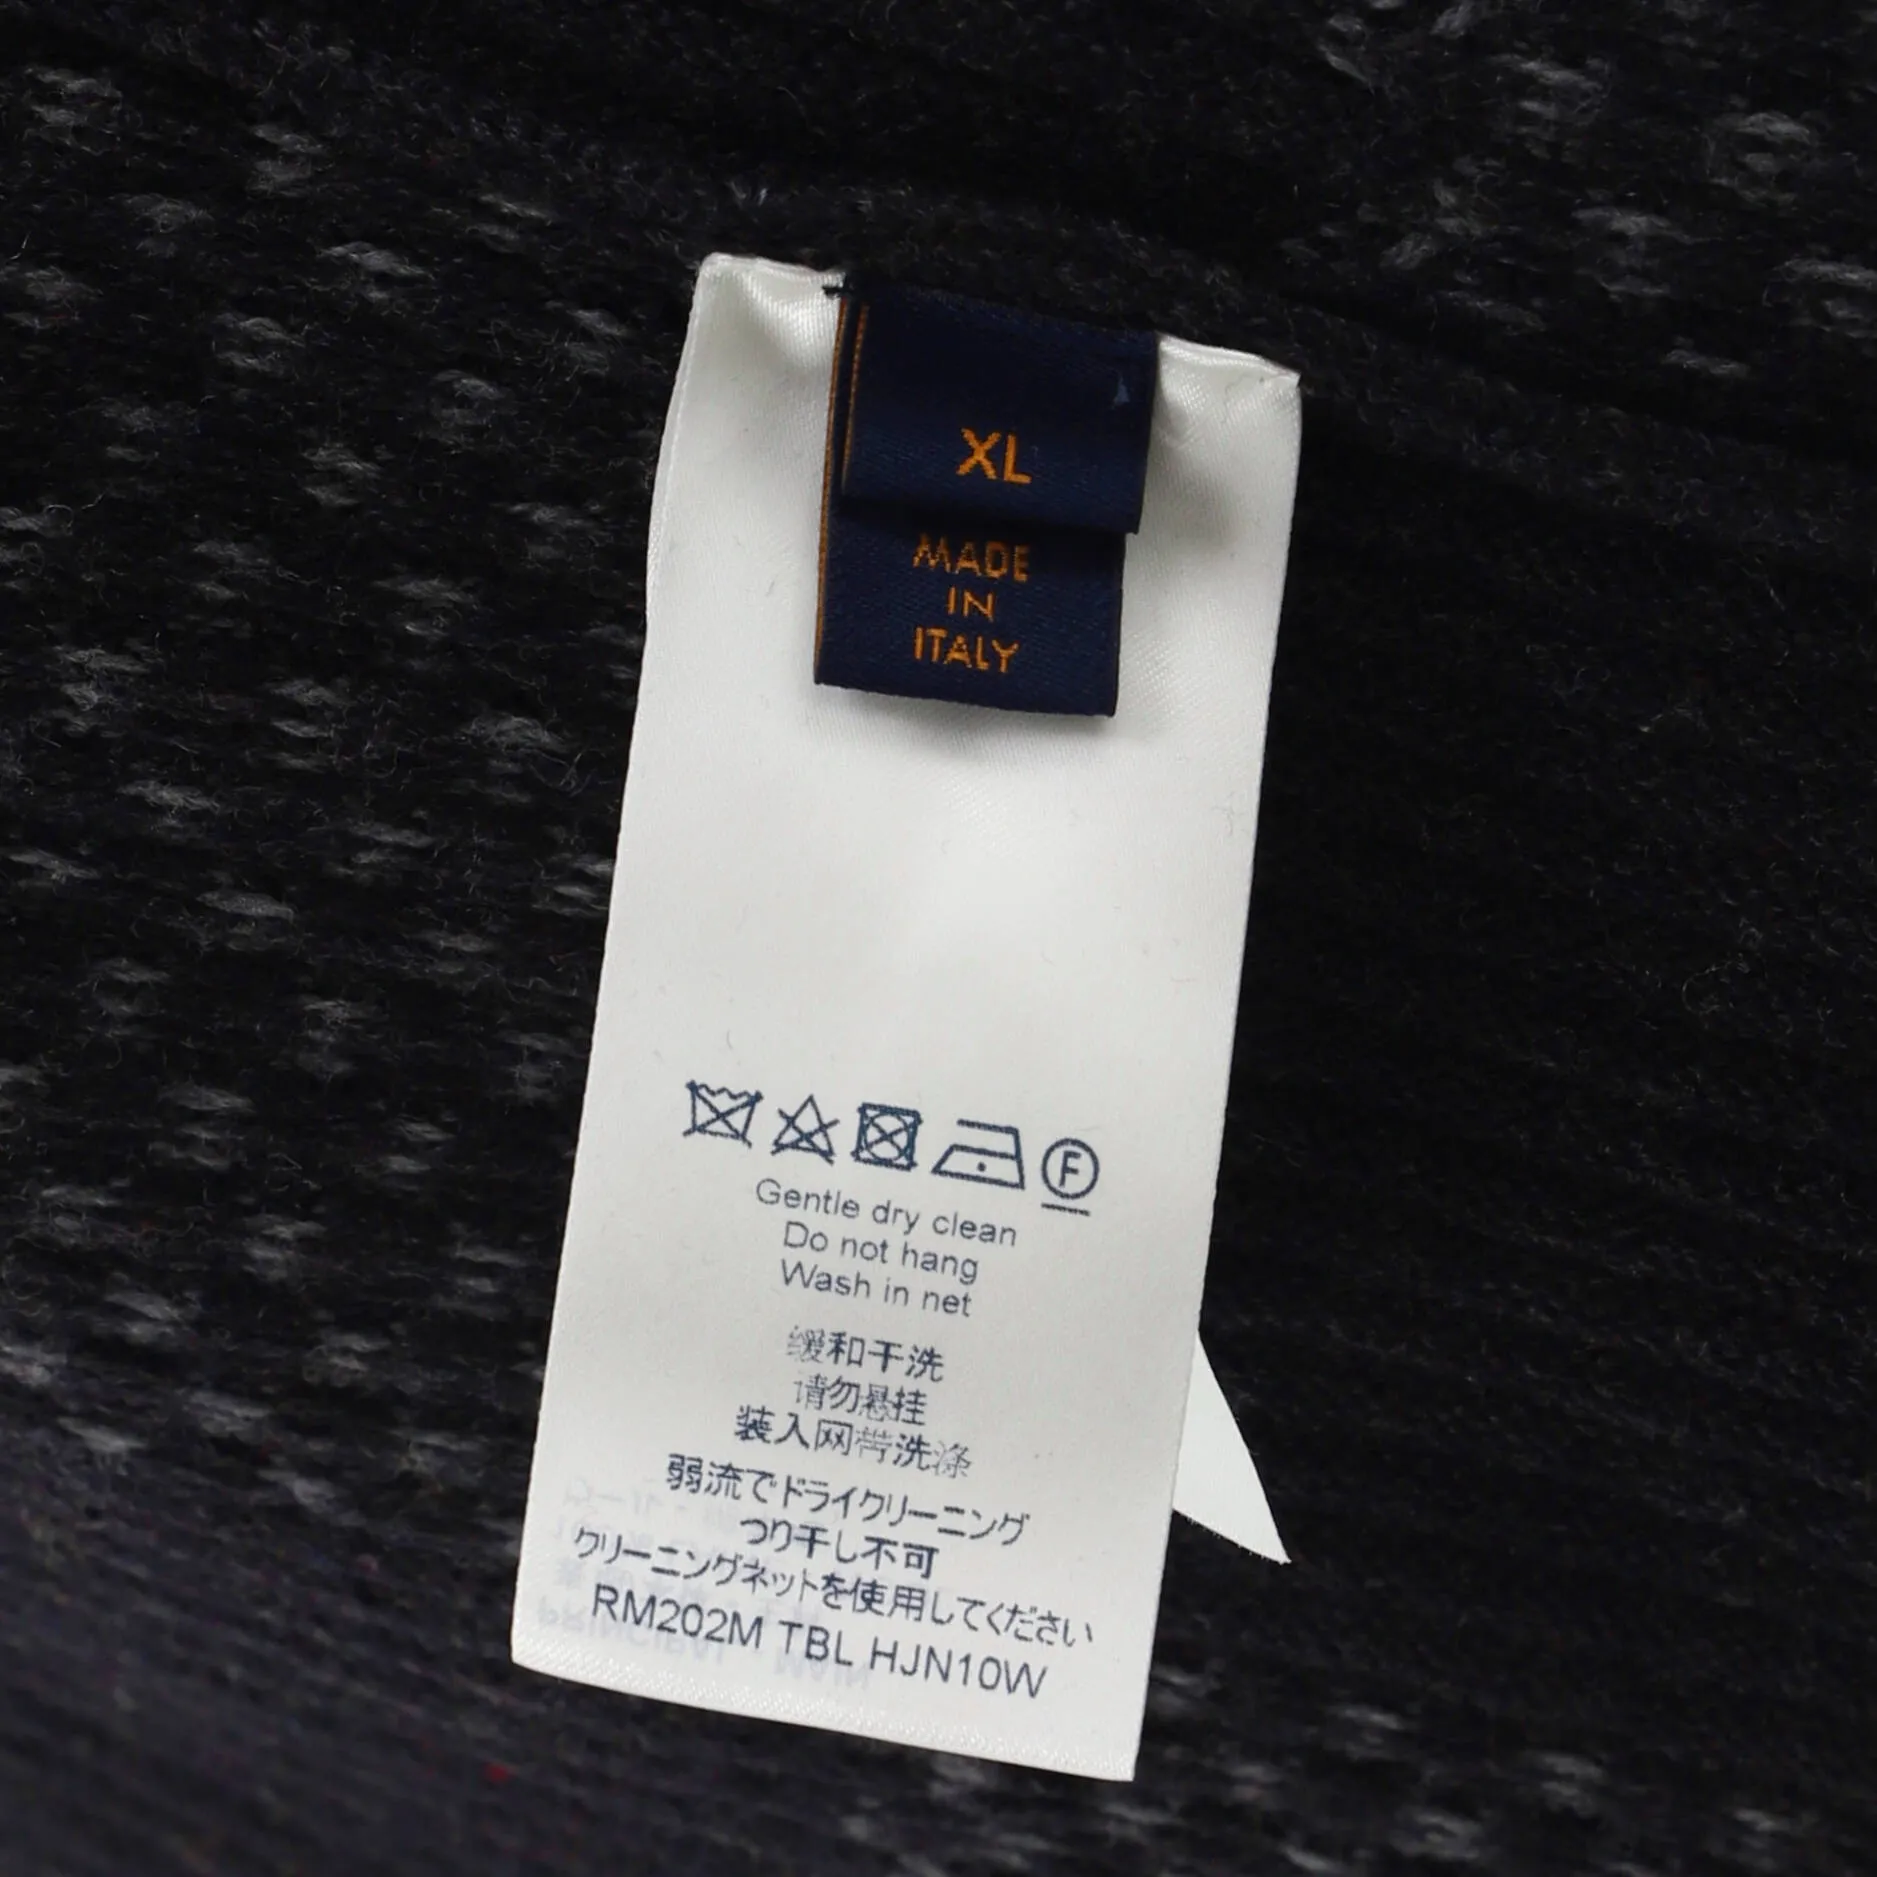 XL
MADE
IN
ITALY
F
Gentle dry clean
Do not hang
Wash in net
缓和干洗
请勿悬挂
装入网带洗涤
弱流でドライクリーニング
つり干し不可
クリーニングネットを使用してください
RM202M TBL HJN10W